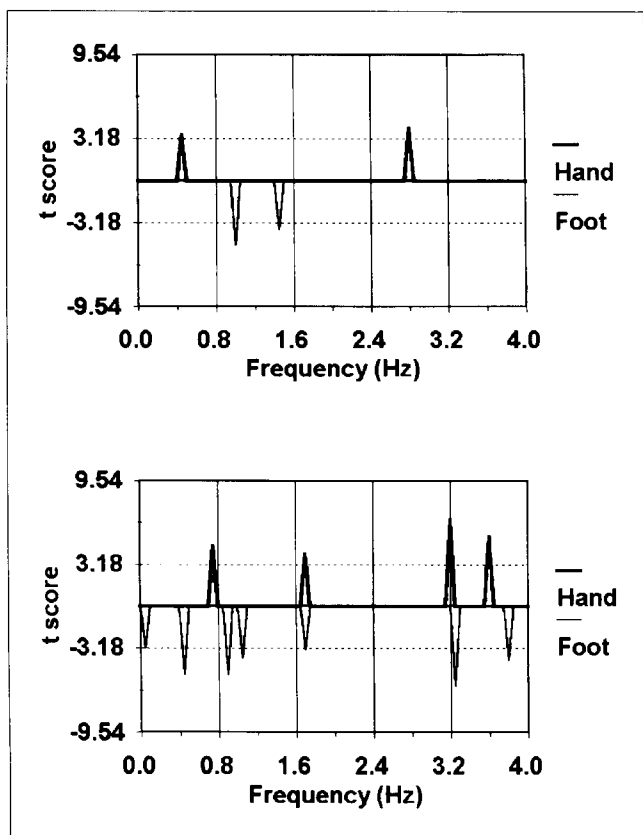 9.54
3.18
-3.18
-9.54
t score
0.0 0.8 1.6 2.4 3.2 4.0
Frequency (Hz)
Hand
Foot
9.54
3.18
-3.18
-9.54
t score
0.0 0.8 1.6 2.4 3.2 4.0
Frequency (Hz)
Hand
Foot